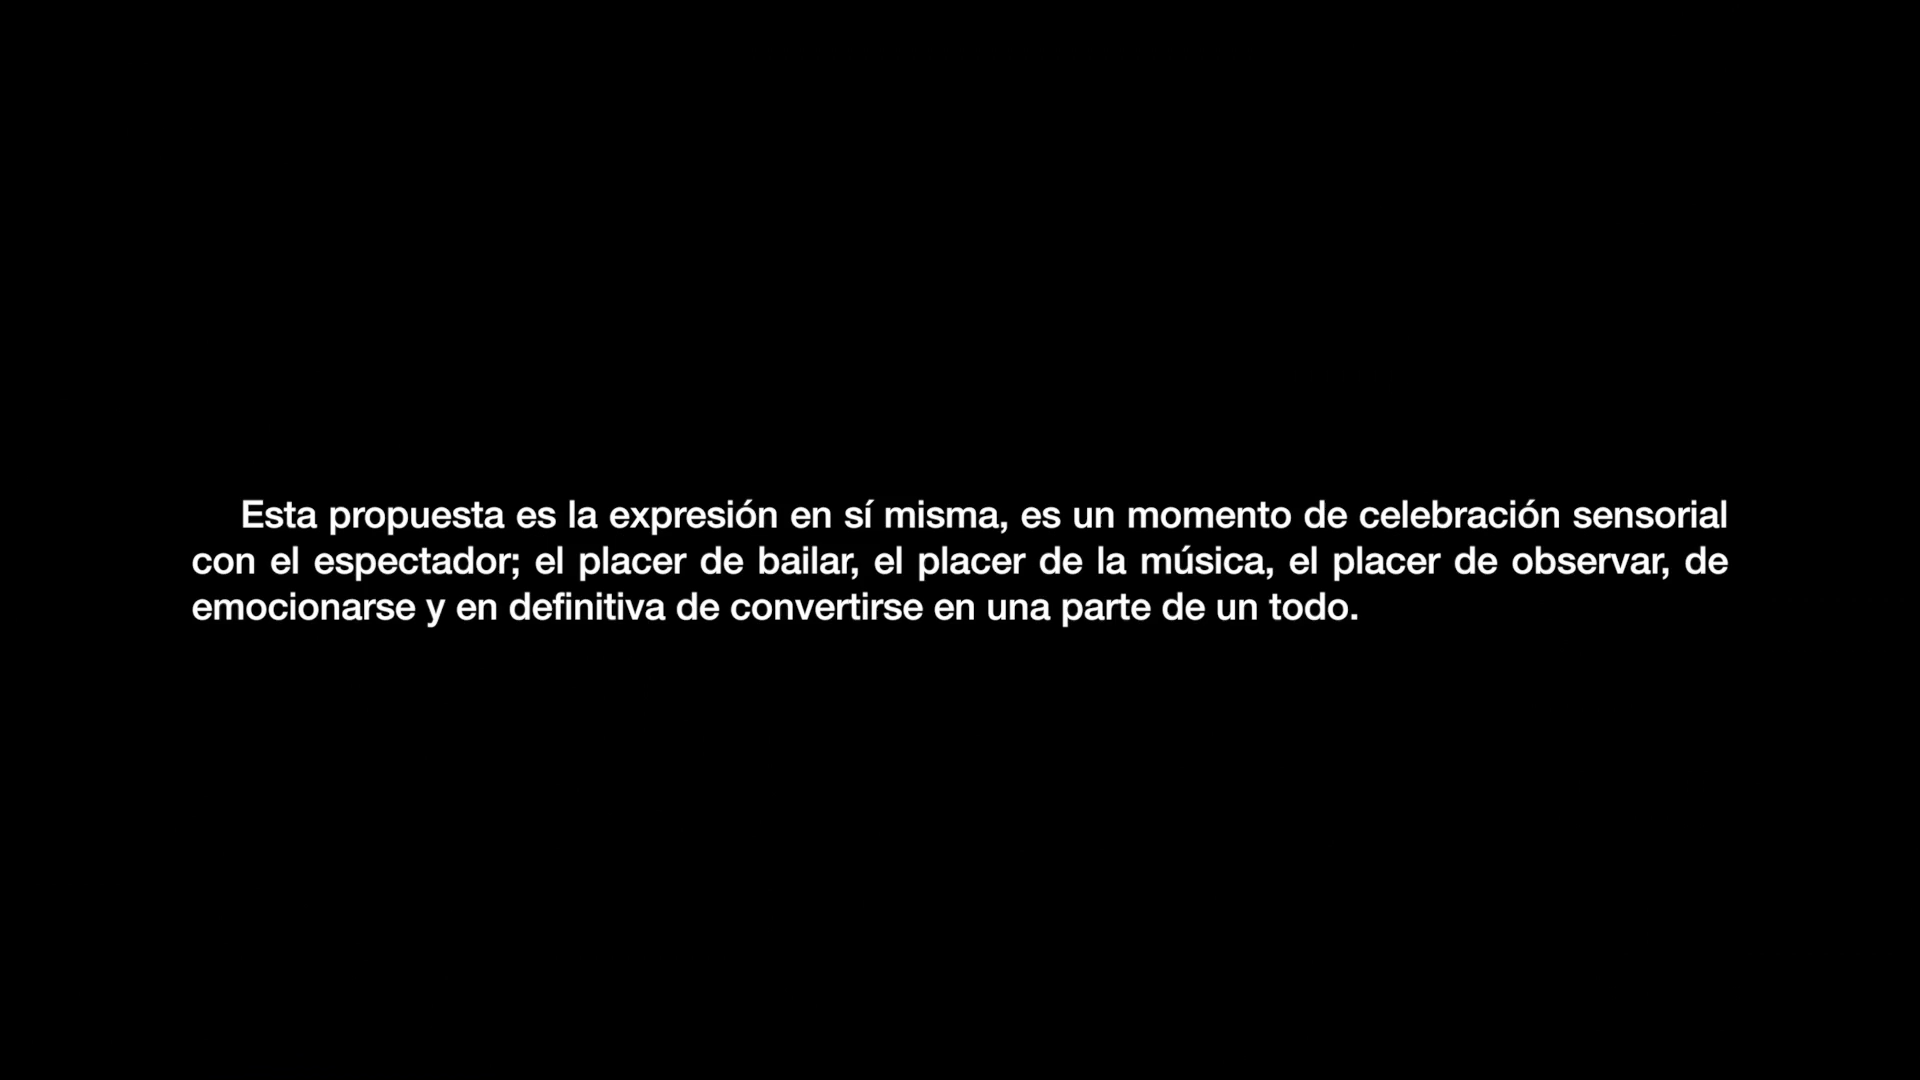 Esta propuesta es la expresión en sí misma, es un momento de celebración sensorial
con el espectador; el placer de bailar, el placer de la música, el placer de observar, de
emocionarse y en definitiva de convertirse en una parte de un todo.